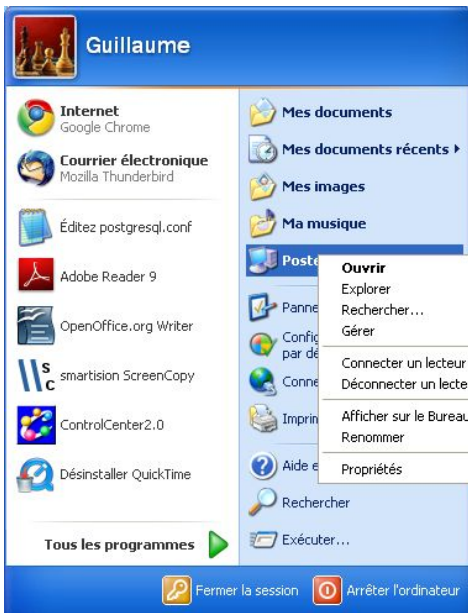 Guillaume
Internet
Google Chrome
Courrier électronique
Mozilla Thunderbird
Éditez postgresql.conf
Adobe Reader 9
OpenOffice.org Writer
smartision ScreenCopy
ControlCenter2.0
Désinstaller QuickTime
Tous les programmes
Mes documents
Mes documents récents
Mes images
Ma musique
Poste
Panne
Config
par dé
Conne
Imprin
Aide e
Rechercher
Exécuter...
Ouvrir
Explorer
Rechercher...
Gérer
Connecter un lecteur
Déconnecter un lecte
Afficher sur le Bureau
Renommer
Propriétés
Fermer la session
Arrêter l'ordinateur